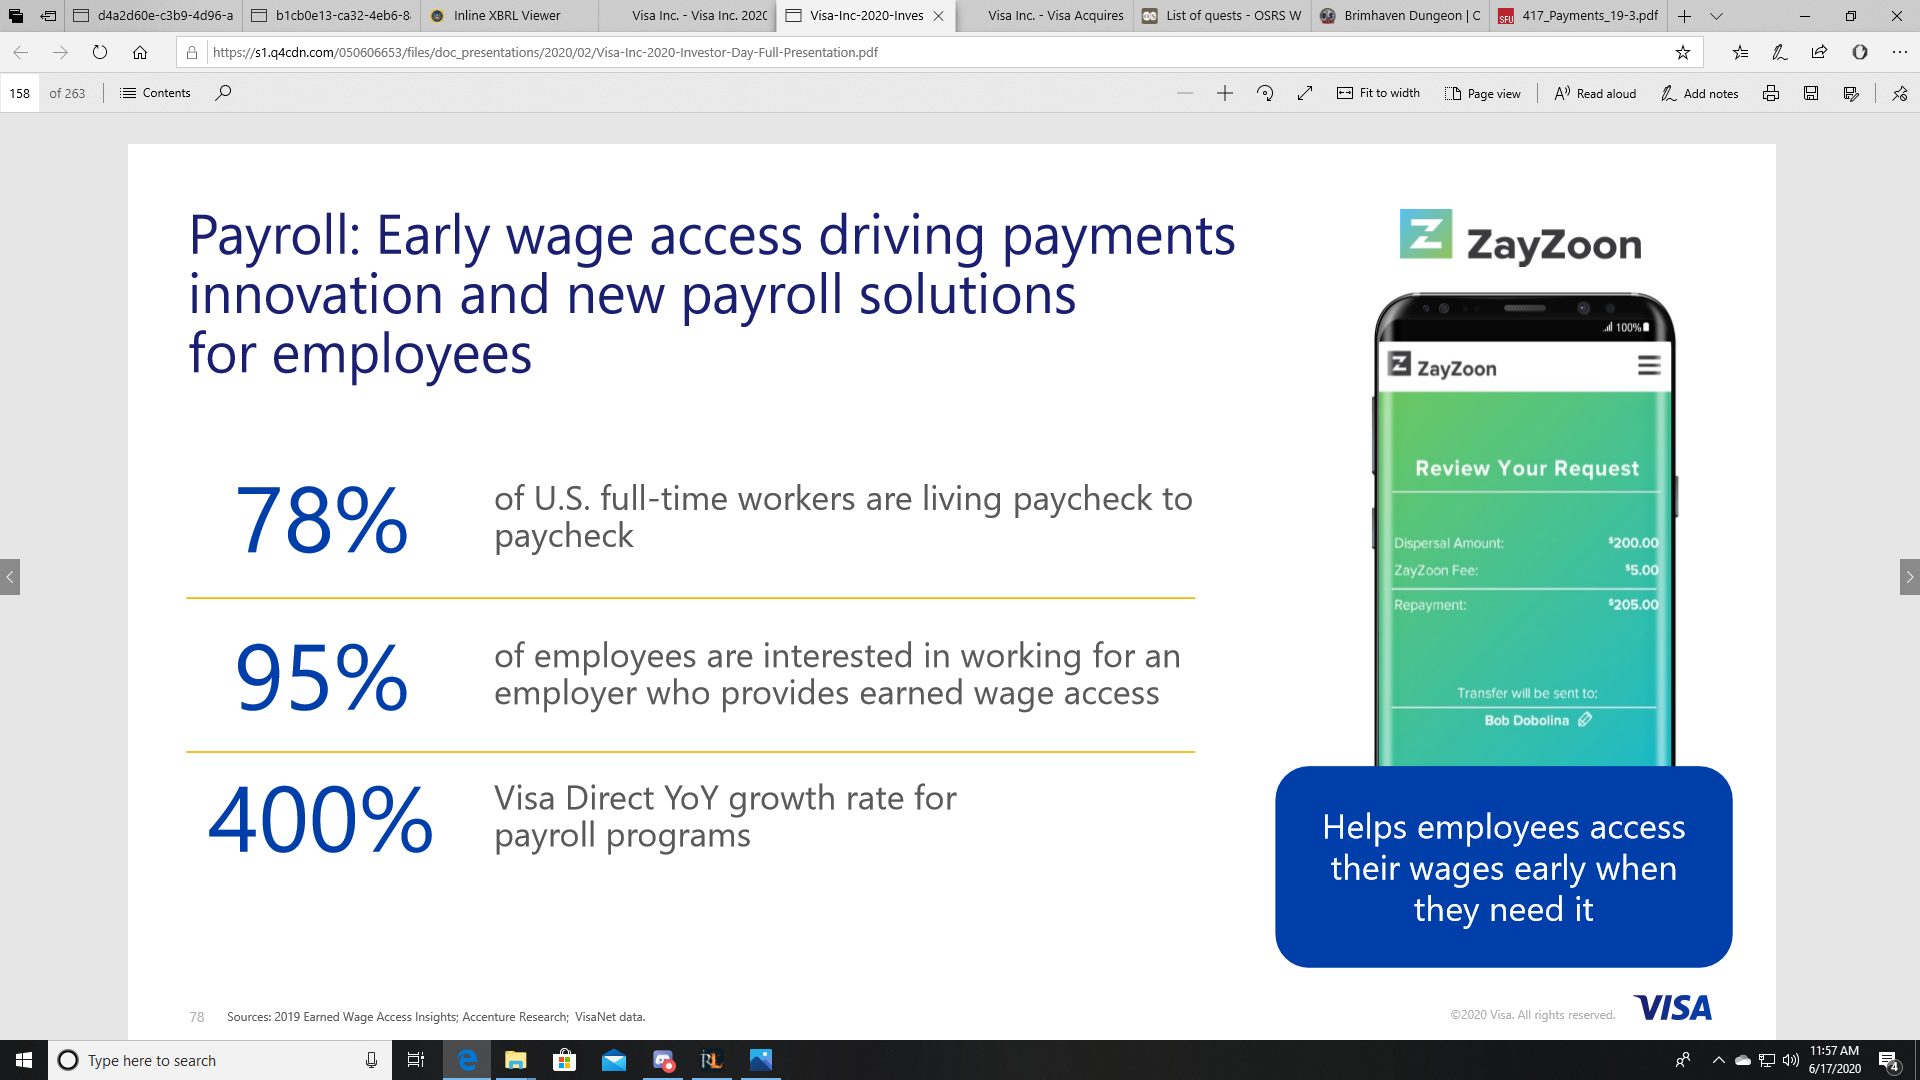 d4a2d60e-c3b9-4d96-a
b1cb0e13-ca32-4eb6-8
Inline XBRL Viewer
Visa Inc. - Visa Inc. 2020
Visa-Inc-2020-Inves
Visa Inc. - Visa Acquires
List of quests - OSRS W
Brimhaven Dungeon | C
SFU
417_Payments_19-3.pdf
https://s1.q4cdn.com/050606653/files/doc_presentations/2020/02/Visa-Inc-2020-Investor-Day-Full-Presentation.pdf
158 of 263
Contents
Fit to width
Page view
Read aloud
Add notes
Payroll: Early wage access driving payments
innovation and new payroll solutions
for employees
78%
of U.S. full-time workers are living paycheck to
paycheck
95%
of employees are interested in working for an
employer who provides earned wage access
400%
Visa Direct YoY growth rate for
payroll programs
ZayZoon
100%
ZayZoon
Review Your Request
Dispersal Amount: $200.00
ZayZoon Fee: $5.00
Repayment: $205.00
Transfer will be sent to:
Bob Dobolina
Helps employees access
their wages early when
they need it
78 Sources: 2019 Earned Wage Access Insights; Accenture Research; VisaNet data.
©2020 Visa. All rights reserved.
VISA
Type here to search
11:57 AM
6/17/2020
4